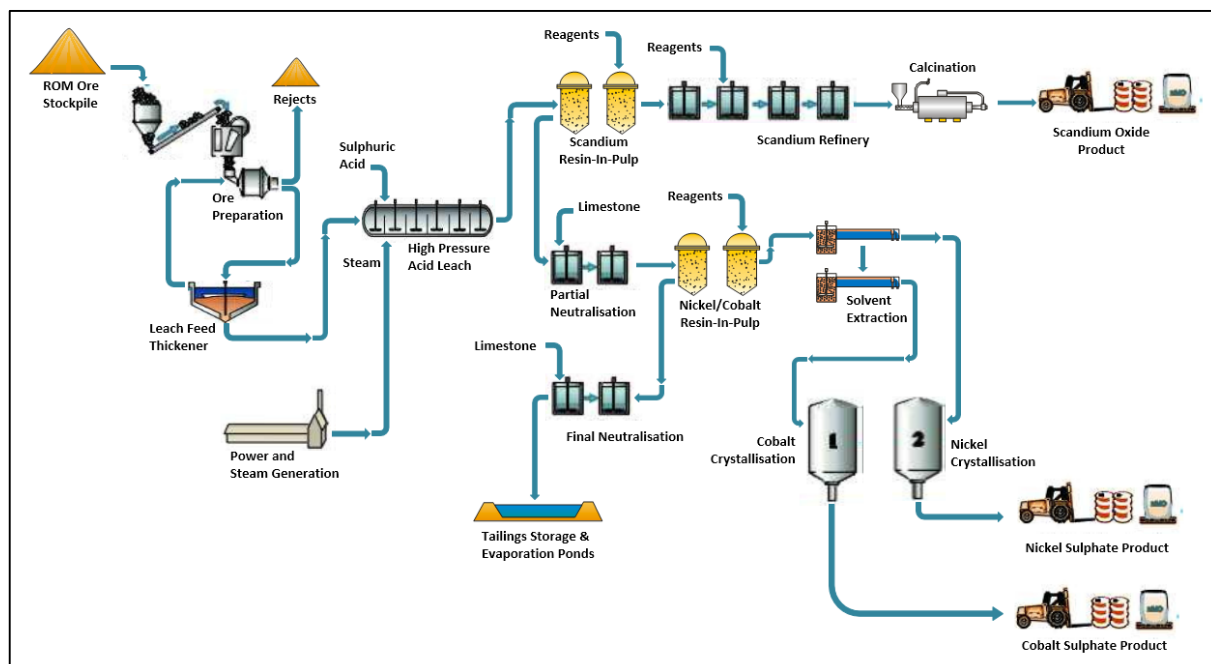 ROM Ore
Stockpile
Rejects
Ore
Preparation
Leach Feed
Thickener
Power and
Steam Generation
Steam
Sulphuric
Acid
High Pressure
Acid Leach
Reagents
Scandium
Resin-In-Pulp
Reagents
Scandium Refinery
Calcination
Scandium Oxide
Product
Limestone
Partial
Neutralisation
Reagents
Nickel/Cobalt
Resin-In-Pulp
Solvent
Extraction
Limestone
Final Neutralisation
Tailings Storage &
Evaporation Ponds
Cobalt
Crystallisation
1
2
Nickel
Crystallisation
Nickel Sulphate Product
Cobalt Sulphate Product